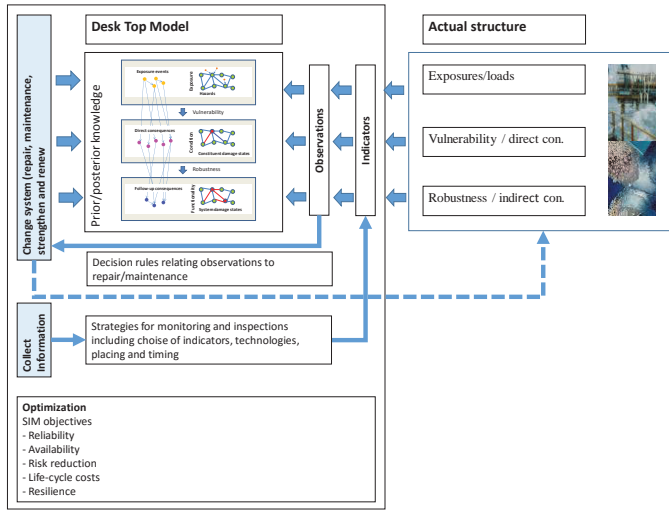 Desk Top Model
Actual structure
Change system (repair, maintenance,
strengthen and renew
Prior/posterior knowledge
Exposure events
Exposure
Hazards
Vulnerability
Direct consequences
Condition
Constituent damage states
Robustness
Follow-up consequences
Functionality
System damage states
Observations
Indicators
Exposures/loads
Vulnerability / direct con.
Robustness / indirect con.
Decision rules relating observations to
repair/maintenance
Collect
Information
Strategies for monitoring and inspections
including choise of indicators, technologies,
placing and timing
Optimization
SIM objectives
- Reliability
- Availability
- Risk reduction
- Life-cycle costs
- Resilience